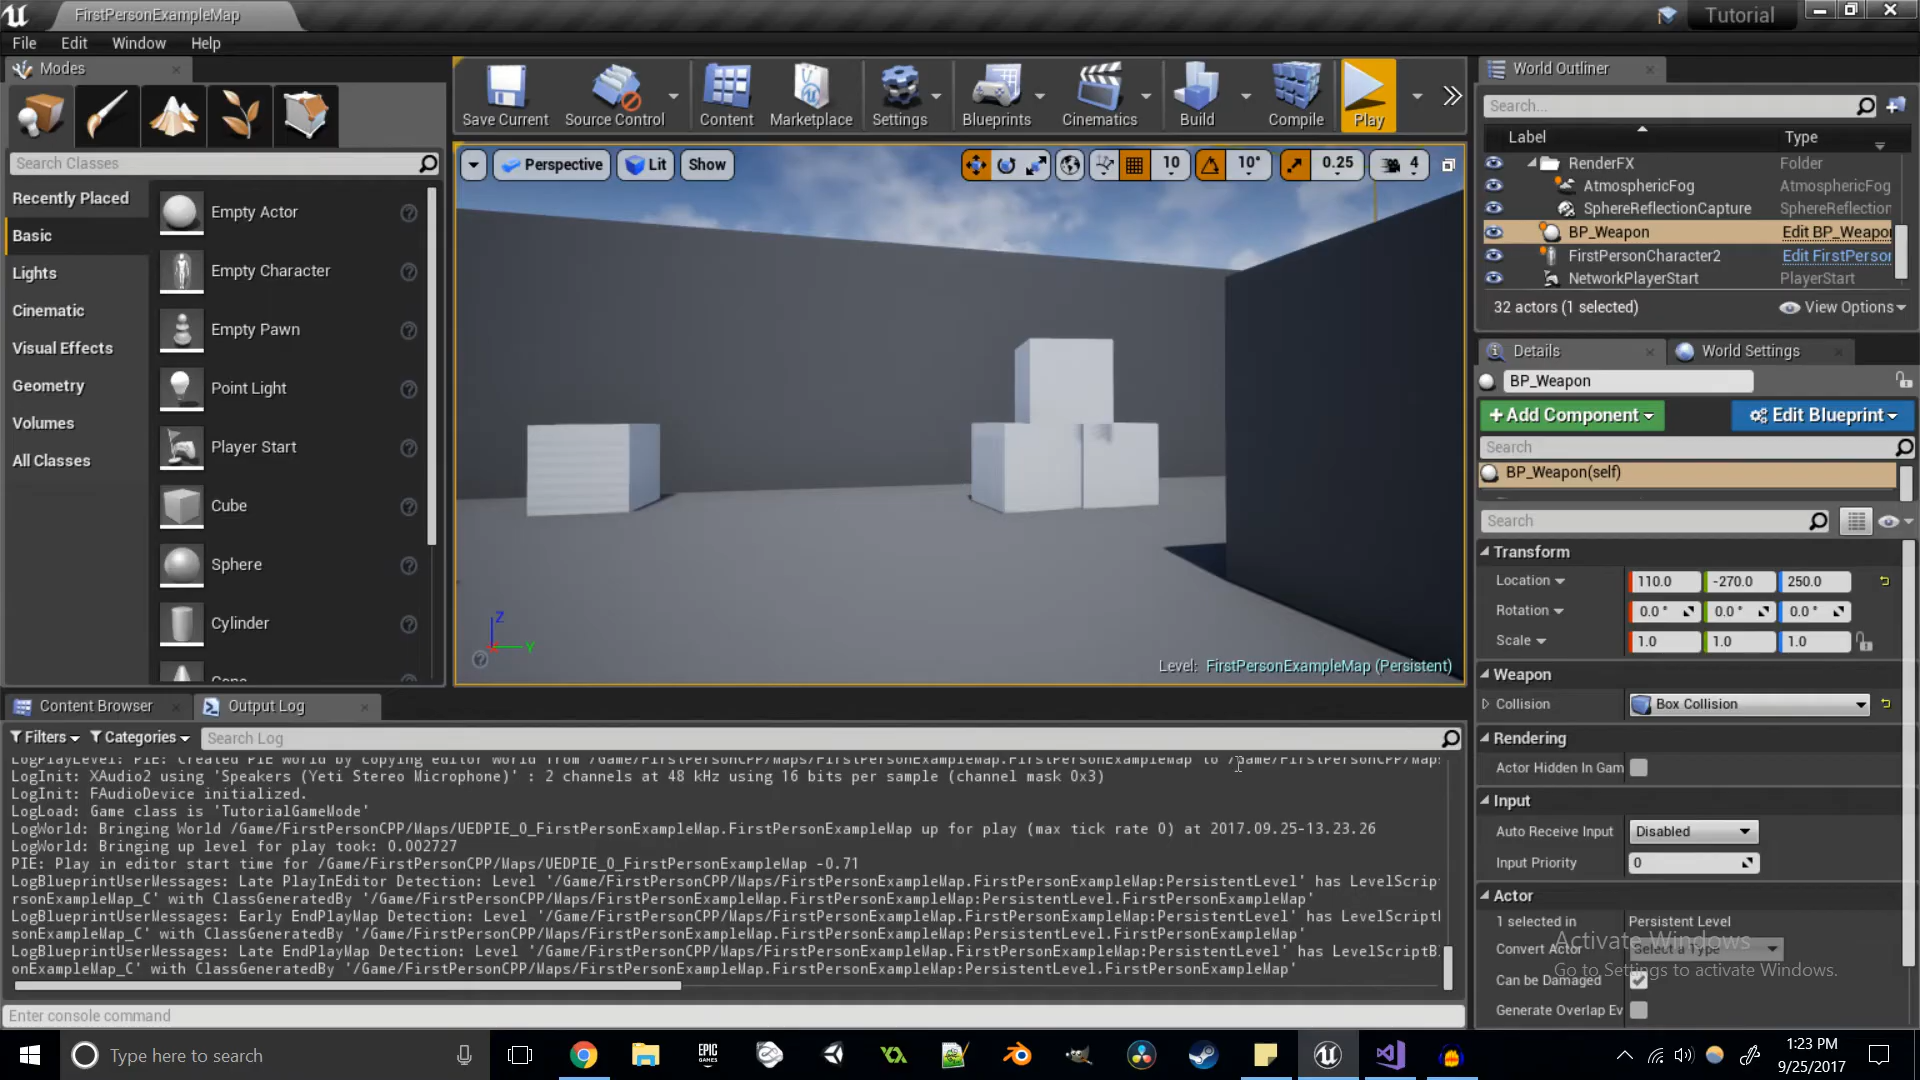 FirstPersonExampleMap
Tutorial
File Edit Window Help
Modes
Search Classes
Recently Placed
Basic
Lights
Cinematic
Visual Effects
Geometry
Volumes
All Classes
Empty Actor
Empty Character
Empty Pawn
Point Light
Player Start
Cube
Sphere
Cylinder
Save Current
Source Control
Content
Marketplace
Settings
Blueprints
Cinematics
Build
Compile
Play
Perspective
Lit
Show
10
10°
0.25
4
Z
Y
Level: FirstPersonExampleMap (Persistent)
World Outliner
Search...
Label Type
RenderFX Folder
AtmosphericFog AtmosphericFog
SphereReflectionCapture SphereReflection
BP_Weapon Edit BP_Weapon
FirstPersonCharacter2 Edit FirstPerson
NetworkPlayerStart PlayerStart
32 actors (1 selected)
View Options
Details
World Settings
BP_Weapon
+Add Component
Edit Blueprint
Search
BP_Weapon(self)
Search
Transform
Location 110.0 -270.0 250.0
Rotation 0.0 ° 0.0 ° 0.0 °
Scale 1.0 1.0 1.0
Weapon
Collision Box Collision
Rendering
Actor Hidden In Gam
Input
Auto Receive Input Disabled
Input Priority 0
Actor
1 selected in Persistent Level
Convert Actor Select a Type
Can be Damaged
Generate Overlap Ev
Activate Windows
Go to Settings to activate Windows.
Content Browser
Output Log
Filters Categories Search Log
LogPlayLevel: PIE: Created PIE world by copying editor world from /Game/FirstPersonCPP/Maps/FirstPersonExampleMap.FirstPersonExampleMap to /Game/FirstPersonCPP/Maps
LogInit: XAudio2 using 'Speakers (Yeti Stereo Microphone)' : 2 channels at 48 kHz using 16 bits per sample (channel mask 0x3)
LogInit: FAudioDevice initialized.
LogLoad: Game class is 'TutorialGameMode'
LogWorld: Bringing World /Game/FirstPersonCPP/Maps/UEDPIE_0_FirstPersonExampleMap.FirstPersonExampleMap up for play (max tick rate 0) at 2017.09.25-13.23.26
LogWorld: Bringing up level for play took: 0.002727
PIE: Play in editor start time for /Game/FirstPersonCPP/Maps/UEDPIE_0_FirstPersonExampleMap -0.71
LogBlueprintUserMessages: Late PlayInEditor Detection: Level '/Game/FirstPersonCPP/Maps/FirstPersonExampleMap.FirstPersonExampleMap:PersistentLevel' has LevelScript
rsonExampleMap_C' with ClassGeneratedBy '/Game/FirstPersonCPP/Maps/FirstPersonExampleMap.FirstPersonExampleMap:PersistentLevel.FirstPersonExampleMap'
LogBlueprintUserMessages: Early EndPlayMap Detection: Level '/Game/FirstPersonCPP/Maps/FirstPersonExampleMap.FirstPersonExampleMap:PersistentLevel' has LevelScript
sonExampleMap_C' with ClassGeneratedBy '/Game/FirstPersonCPP/Maps/FirstPersonExampleMap.FirstPersonExampleMap:PersistentLevel.FirstPersonExampleMap'
LogBlueprintUserMessages: Late EndPlayMap Detection: Level '/Game/FirstPersonCPP/Maps/FirstPersonExampleMap.FirstPersonExampleMap:PersistentLevel' has LevelScriptB
onExampleMap_C' with ClassGeneratedBy '/Game/FirstPersonCPP/Maps/FirstPersonExampleMap.FirstPersonExampleMap:PersistentLevel.FirstPersonExampleMap'
Enter console command
Type here to search
EPIC
GAMES
1:23 PM
9/25/2017